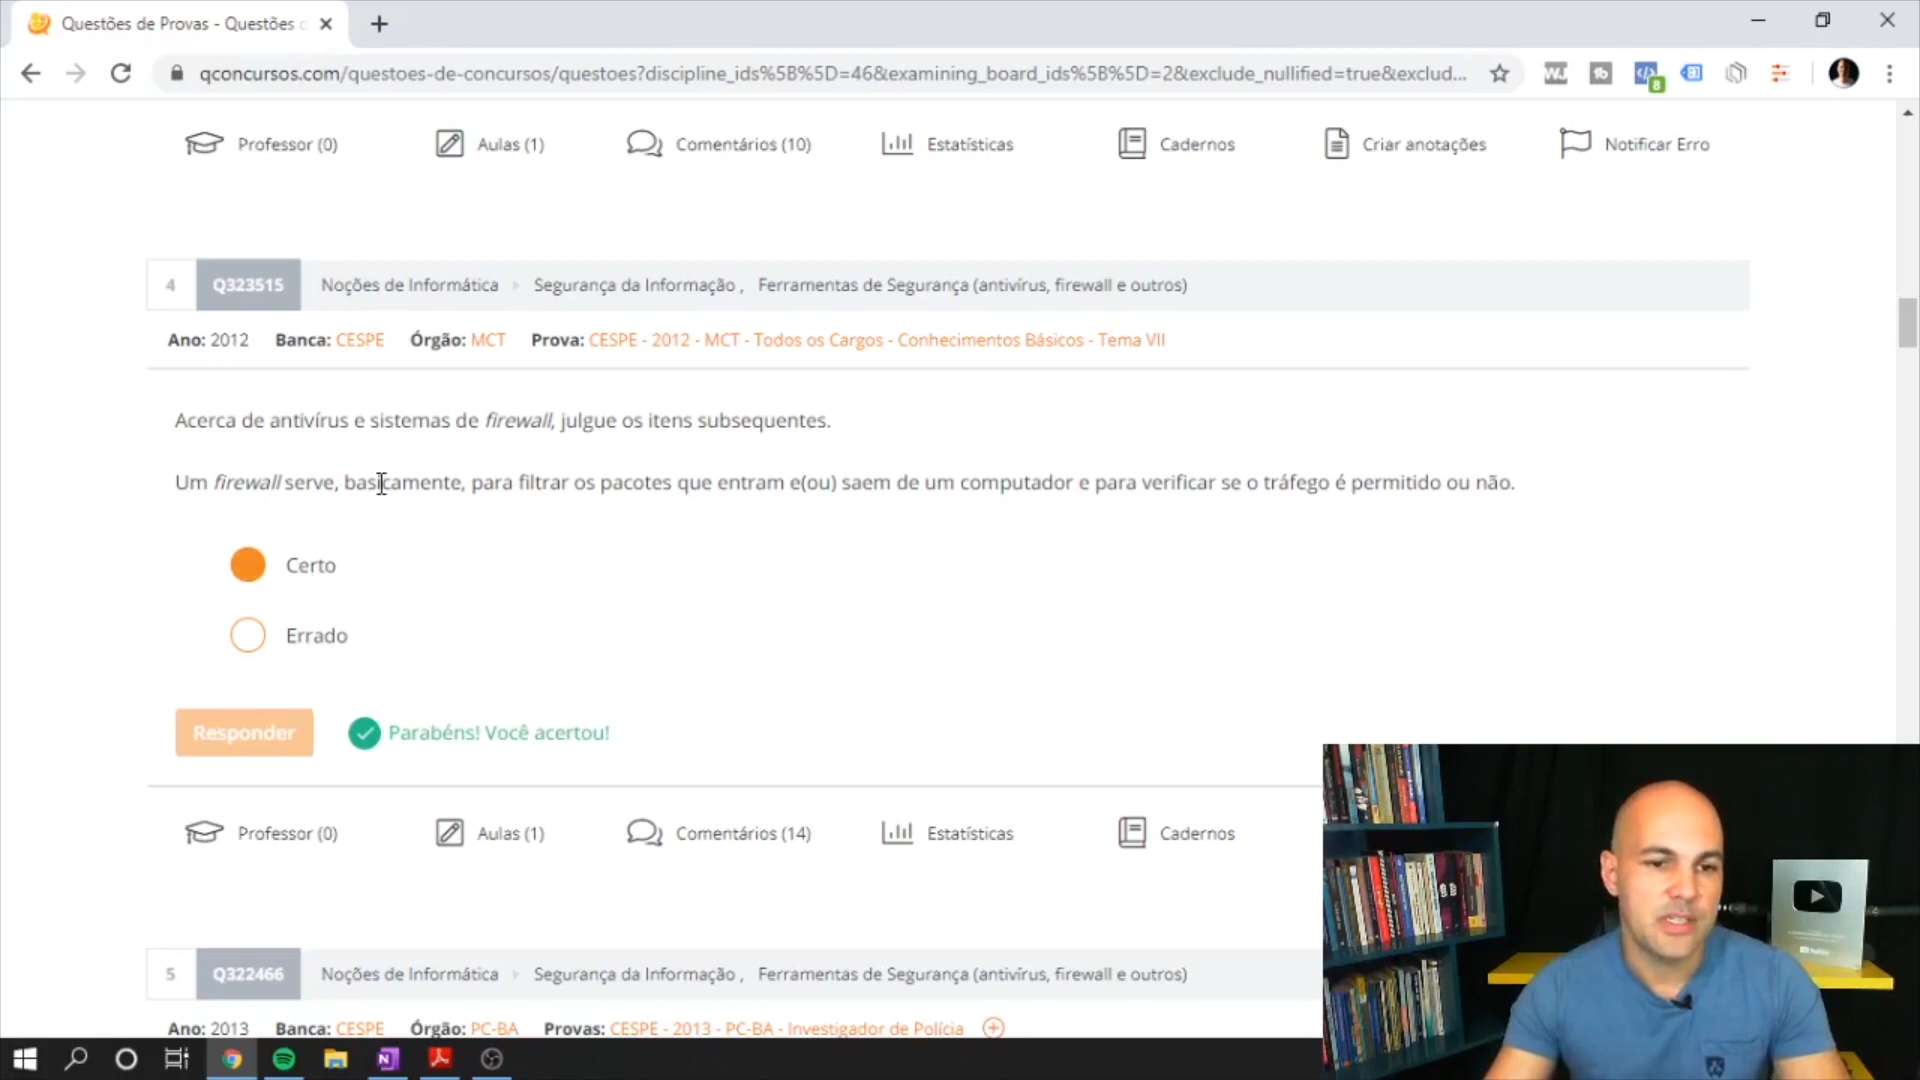 Questões de Provas - Questões d
qconcursos.com/questoes-de-concursos/questoes?discipline_ids%5B%5D=46&examining_board_ids%5B%5D=2&exclude_nullified=true&exclud...
8
Professor (0) Aulas (1) Comentários (10) Estatísticas Cadernos Criar anotações Notificar Erro
4 Q323515 Noções de Informática Segurança da Informação , Ferramentas de Segurança (antivírus, firewall e outros)
Ano: 2012 Banca: CESPE Órgão: MCT Prova: CESPE - 2012 - MCT - Todos os Cargos - Conhecimentos Básicos - Tema VII
Acerca de antivírus e sistemas de firewall, julgue os itens subsequentes.
Um firewall serve, basicamente, para filtrar os pacotes que entram e(ou) saem de um computador e para verificar se o tráfego é permitido ou não.
Certo
Errado
Responder Parabéns! Você acertou!
Professor (0) Aulas (1) Comentários (14) Estatísticas Cadernos
5 Q322466 Noções de Informática Segurança da Informação , Ferramentas de Segurança (antivírus, firewall e outros)
Ano: 2013 Banca: CESPE Órgão: PC-BA Provas: CESPE - 2013 - PC-BA - Investigador de Polícia